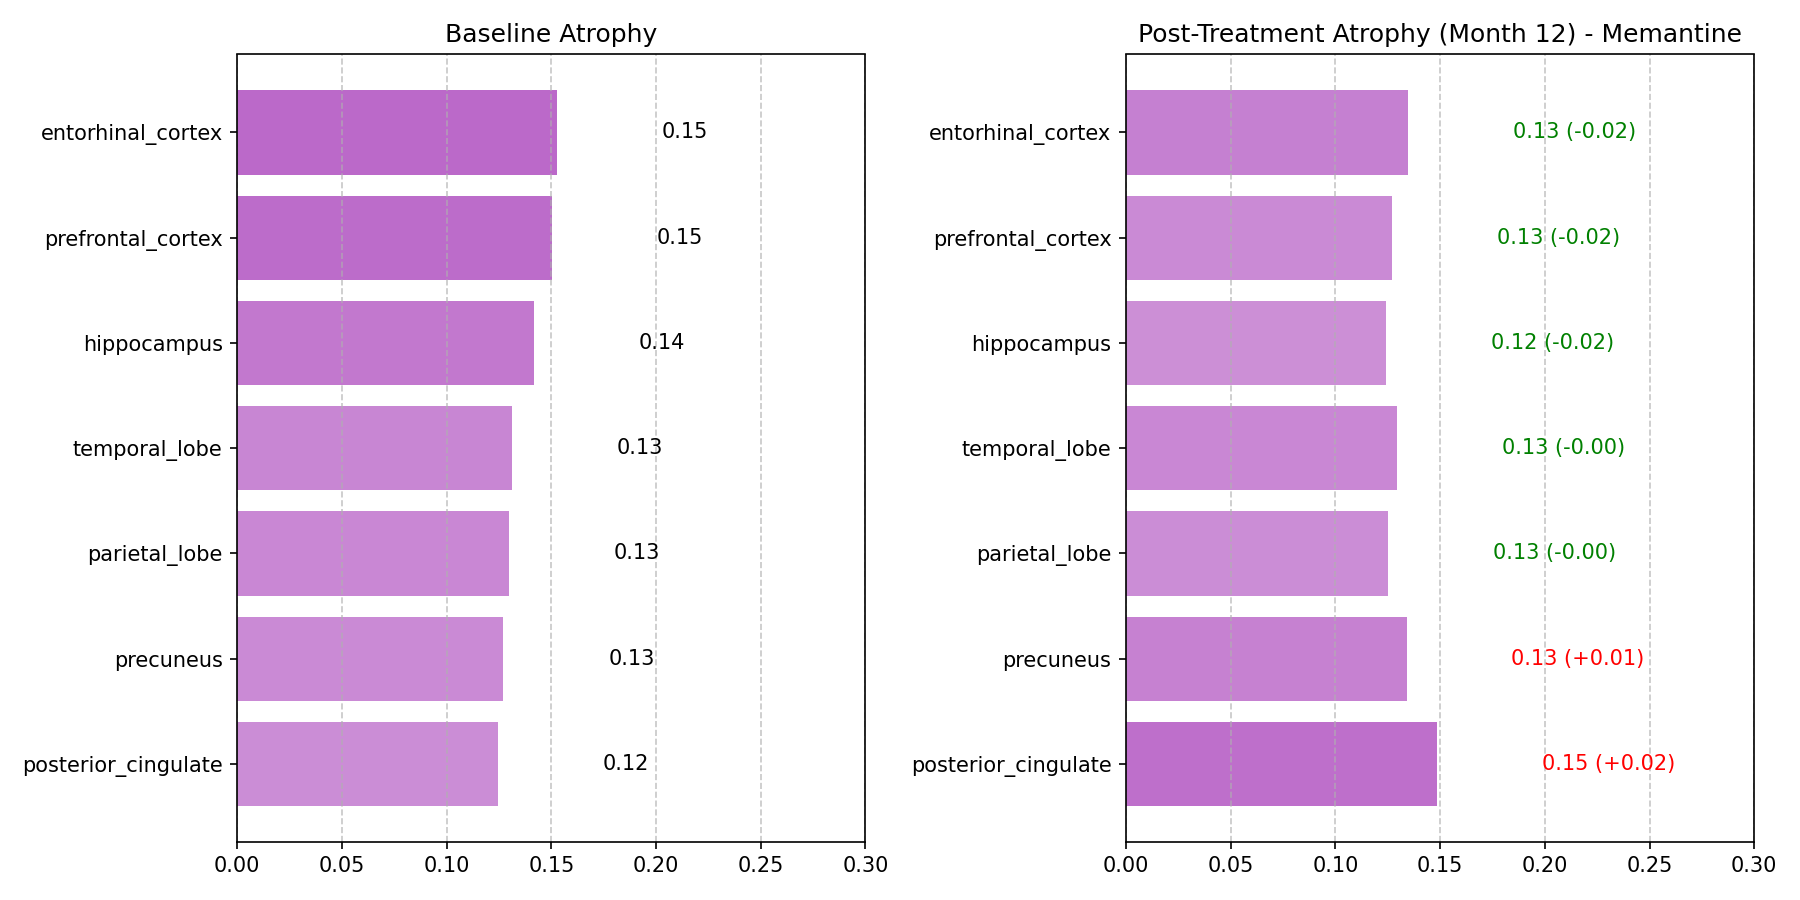 Baseline Atrophy
entorhinal_cortex
0.15
prefrontal_cortex
0.15
hippocampus
0.14
temporal_lobe
0.13
parietal_lobe
0.13
precuneus
0.13
posterior_cingulate
0.12
0.00 0.05 0.10 0.15 0.20 0.25 0.30
Post-Treatment Atrophy (Month 12) - Memantine
entorhinal_cortex
0.13 (-0.02)
prefrontal_cortex
0.13 (-0.02)
hippocampus
0.12 (-0.02)
temporal_lobe
0.13 (-0.00)
parietal_lobe
0.13 (-0.00)
precuneus
0.13 (+0.01)
posterior_cingulate
0.15 (+0.02)
0.00 0.05 0.10 0.15 0.20 0.25 0.30